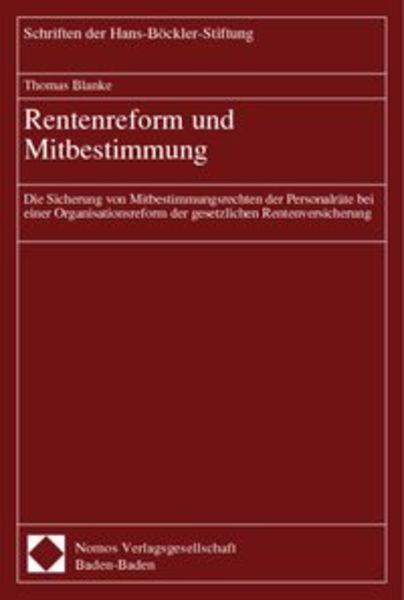 Schriften der Hans-Böckler-Stiftung
Thomas Blanke
Rentenreform und
Mitbestimmung
Die Sicherung von Mitbestimmungsrechten der Personalräte bei
einer Organisationsreform der gesetzlichen Rentenversicherung
Nomos Verlagsgesellschaft
Baden-Baden